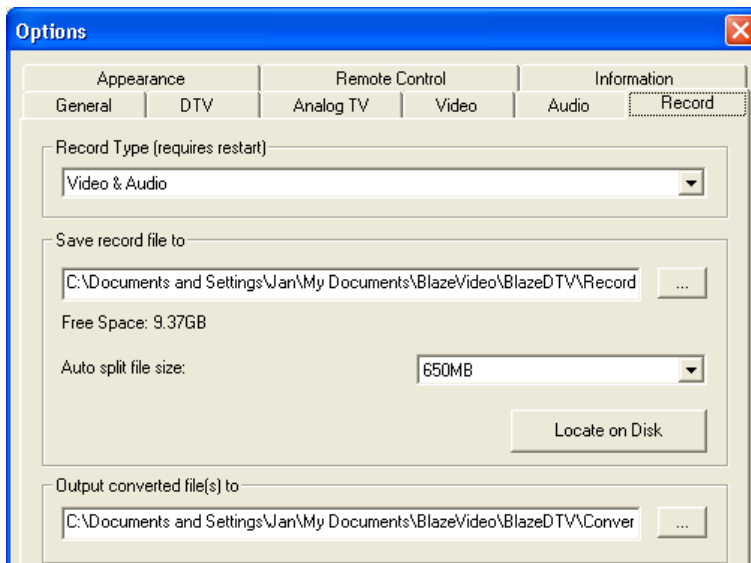 Options
Appearance Remote Control Information
General DTV Analog TV Video Audio Record
Record Type (requires restart)
Video & Audio
Save record file to
C:\Documents and Settings\Jan\My Documents\BlazeVideo\BlazeDTV\Record
...
Free Space: 9.37GB
Auto split file size:
650MB
Locate on Disk
Output converted file(s) to
C:\Documents and Settings\Jan\My Documents\BlazeVideo\BlazeDTV\Conver
...